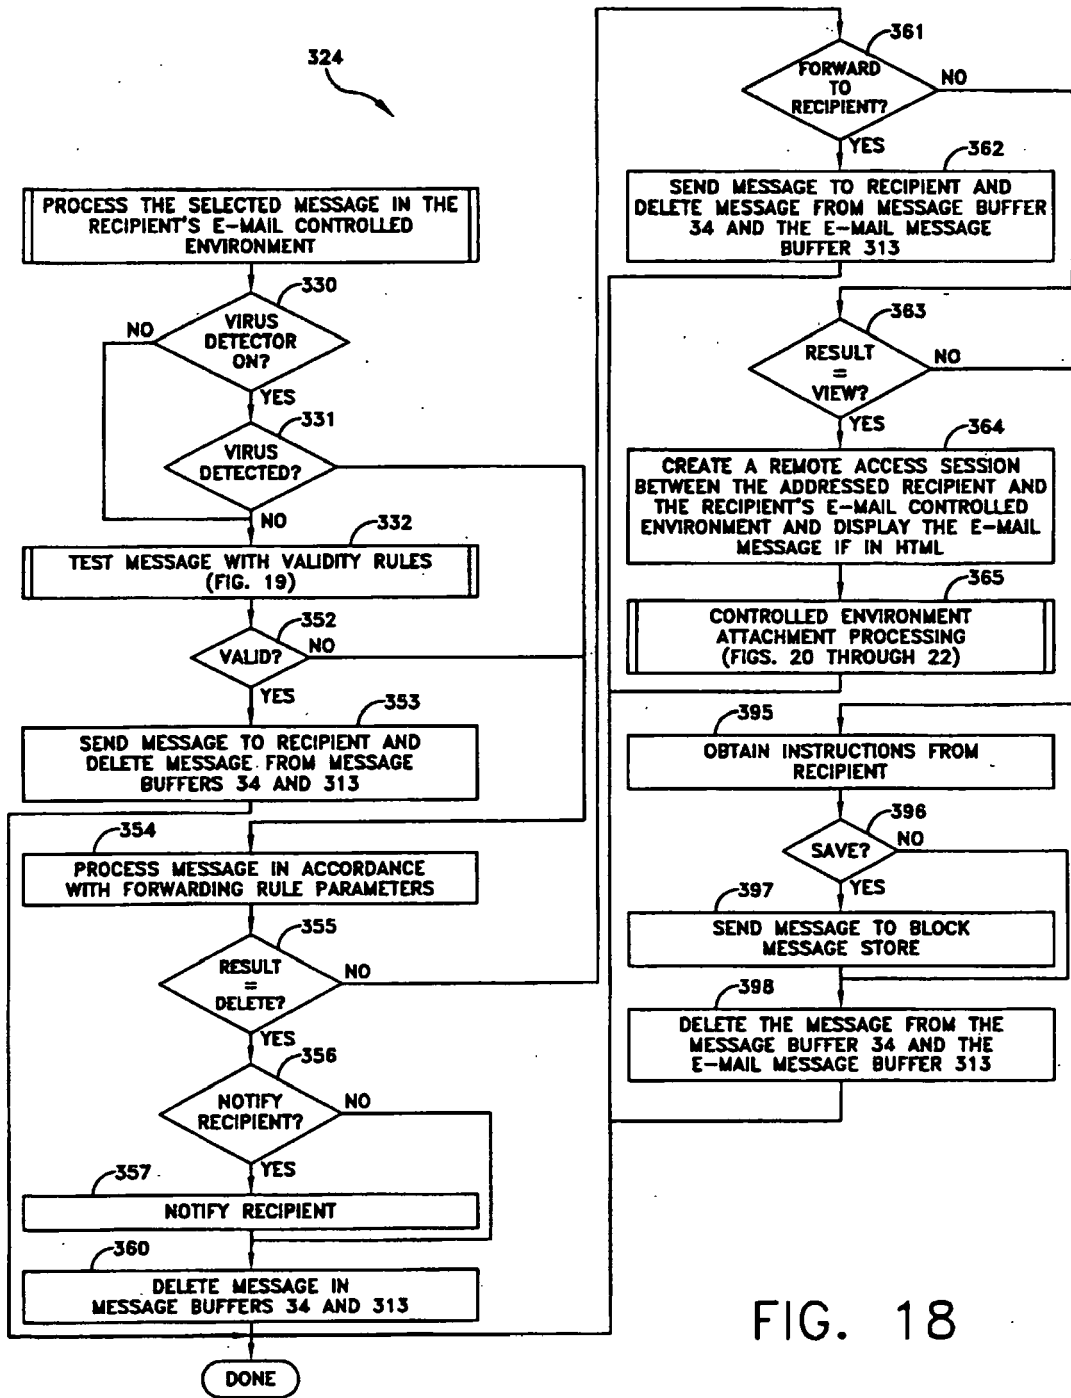 324
PROCESS THE SELECTED MESSAGE IN THE
RECIPIENT'S E-MAIL CONTROLLED
ENVIRONMENT
330
VIRUS
DETECTOR
ON?
NO
YES
331
VIRUS
DETECTED?
NO
332
TEST MESSAGE WITH VALIDITY RULES
(FIG. 19)
352
VALID?
NO
YES
353
SEND MESSAGE TO RECIPIENT AND
DELETE MESSAGE FROM MESSAGE
BUFFERS 34 AND 313
354
PROCESS MESSAGE IN ACCORDANCE
WITH FORWARDING RULE PARAMETERS
355
RESULT
=
DELETE?
NO
YES
356
NOTIFY
RECIPIENT?
NO
YES
357
NOTIFY RECIPIENT
360
DELETE MESSAGE IN
MESSAGE BUFFERS 34 AND 313
DONE
361
FORWARD
TO
RECIPIENT?
NO
YES
362
SEND MESSAGE TO RECIPIENT AND
DELETE MESSAGE FROM MESSAGE BUFFER
34 AND THE E-MAIL MESSAGE
BUFFER 313
363
RESULT
=
VIEW?
NO
YES
364
CREATE A REMOTE ACCESS SESSION
BETWEEN THE ADDRESSED RECIPIENT AND
THE RECIPIENT'S E-MAIL CONTROLLED
ENVIRONMENT AND DISPLAY THE E-MAIL
MESSAGE IF IN HTML
365
CONTROLLED ENVIRONMENT
ATTACHMENT PROCESSING
(FIGS. 20 THROUGH 22)
395
OBTAIN INSTRUCTIONS FROM
RECIPIENT
396
SAVE?
NO
YES
397
SEND MESSAGE TO BLOCK
MESSAGE STORE
398
DELETE THE MESSAGE FROM THE
MESSAGE BUFFER 34 AND THE
E-MAIL MESSAGE BUFFER 313
FIG. 18